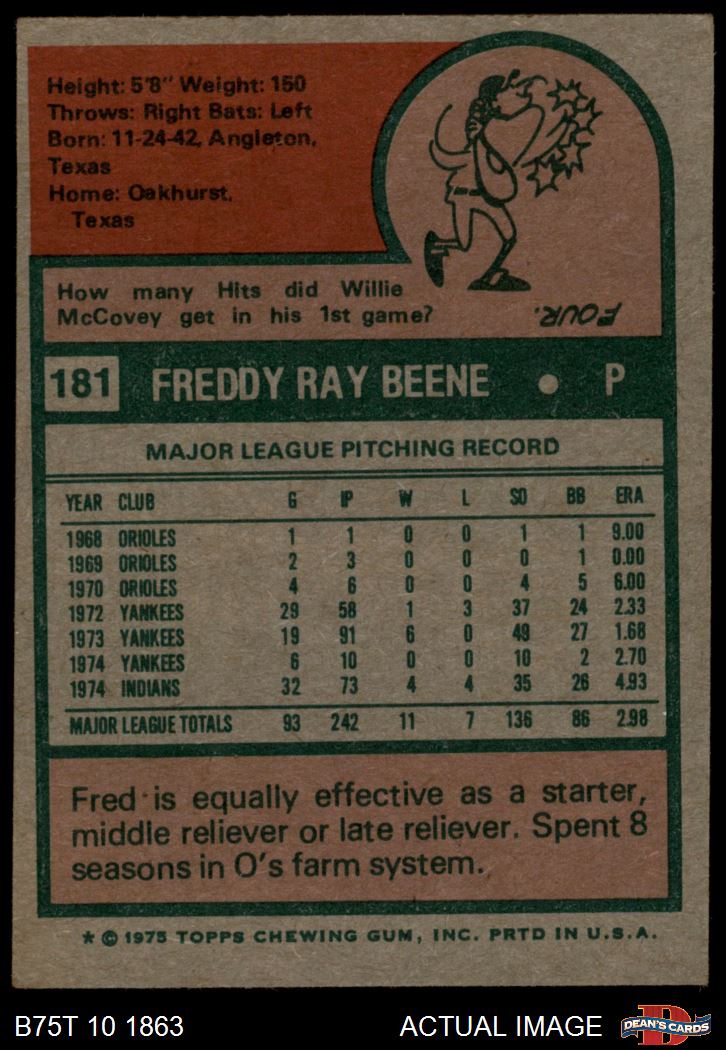 Height: 5'8" Weight: 150
Throws: Right Bats: Left
Born: 11-24-42, Angleton,
Texas
Home: Oakhurst,
Texas
How many Hits did Willie
McCovey get in his 1st game?
FOUR.
181 FREDDY RAY BEENE • P
MAJOR LEAGUE PITCHING RECORD
YEAR CLUB G IP W L SO BB ERA
1968 ORIOLES 1 1 0 0 1 1 9.00
1969 ORIOLES 2 3 0 0 0 1 0.00
1970 ORIOLES 4 6 0 0 4 5 6.00
1972 YANKEES 29 58 1 3 37 24 2.33
1973 YANKEES 19 91 6 0 49 27 1.68
1974 YANKEES 6 10 0 0 10 2 2.70
1974 INDIANS 32 73 4 4 35 26 4.93
MAJOR LEAGUE TOTALS 93 242 11 7 136 86 2.98
Fred is equally effective as a starter,
middle reliever or late reliever. Spent 8
seasons in O's farm system.
* © 1975 TOPPS CHEWING GUM, INC. PRTD IN U.S.A.
B75T 10 1863 ACTUAL IMAGE D DEAN'S CARDS